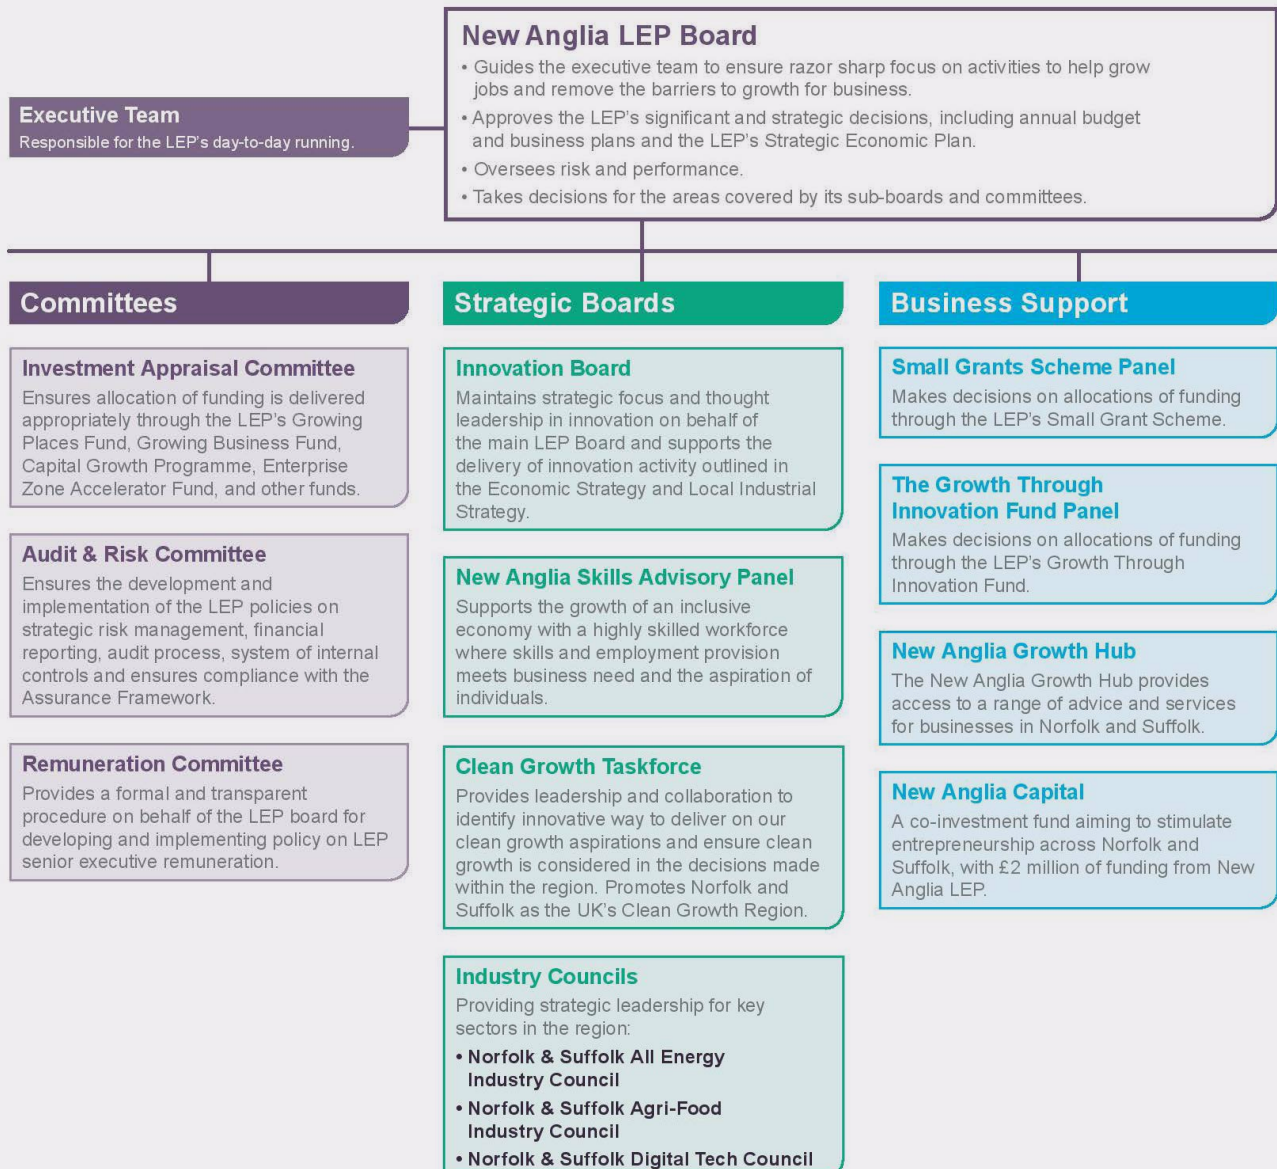 New Anglia LEP Board
• Guides the executive team to ensure razor sharp focus on activities to help grow
jobs and remove the barriers to growth for business.
• Approves the LEP's significant and strategic decisions, including annual budget
and business plans and the LEP's Strategic Economic Plan.
• Oversees risk and performance.
• Takes decisions for the areas covered by its sub-boards and committees.
Executive Team
Responsible for the LEP's day-to-day running.
Committees
Investment Appraisal Committee
Ensures allocation of funding is delivered
appropriately through the LEP's Growing
Places Fund, Growing Business Fund,
Capital Growth Programme, Enterprise
Zone Accelerator Fund, and other funds.
Audit & Risk Committee
Ensures the development and
implementation of the LEP policies on
strategic risk management, financial
reporting, audit process, system of internal
controls and ensures compliance with the
Assurance Framework.
Remuneration Committee
Provides a formal and transparent
procedure on behalf of the LEP board for
developing and implementing policy on LEP
senior executive remuneration.
Strategic Boards
Innovation Board
Maintains strategic focus and thought
leadership in innovation on behalf of
the main LEP Board and supports the
delivery of innovation activity outlined in
the Economic Strategy and Local Industrial
Strategy.
New Anglia Skills Advisory Panel
Supports the growth of an inclusive
economy with a highly skilled workforce
where skills and employment provision
meets business need and the aspiration of
individuals.
Clean Growth Taskforce
Provides leadership and collaboration to
identify innovative way to deliver on our
clean growth aspirations and ensure clean
growth is considered in the decisions made
within the region. Promotes Norfolk and
Suffolk as the UK's Clean Growth Region.
Industry Councils
Providing strategic leadership for key
sectors in the region:
• Norfolk & Suffolk All Energy
Industry Council
• Norfolk & Suffolk Agri-Food
Industry Council
• Norfolk & Suffolk Digital Tech Council
Business Support
Small Grants Scheme Panel
Makes decisions on allocations of funding
through the LEP's Small Grant Scheme.
The Growth Through
Innovation Fund Panel
Makes decisions on allocations of funding
through the LEP's Growth Through
Innovation Fund.
New Anglia Growth Hub
The New Anglia Growth Hub provides
access to a range of advice and services
for businesses in Norfolk and Suffolk.
New Anglia Capital
A co-investment fund aiming to stimulate
entrepreneurship across Norfolk and
Suffolk, with £2 million of funding from New
Anglia LEP.